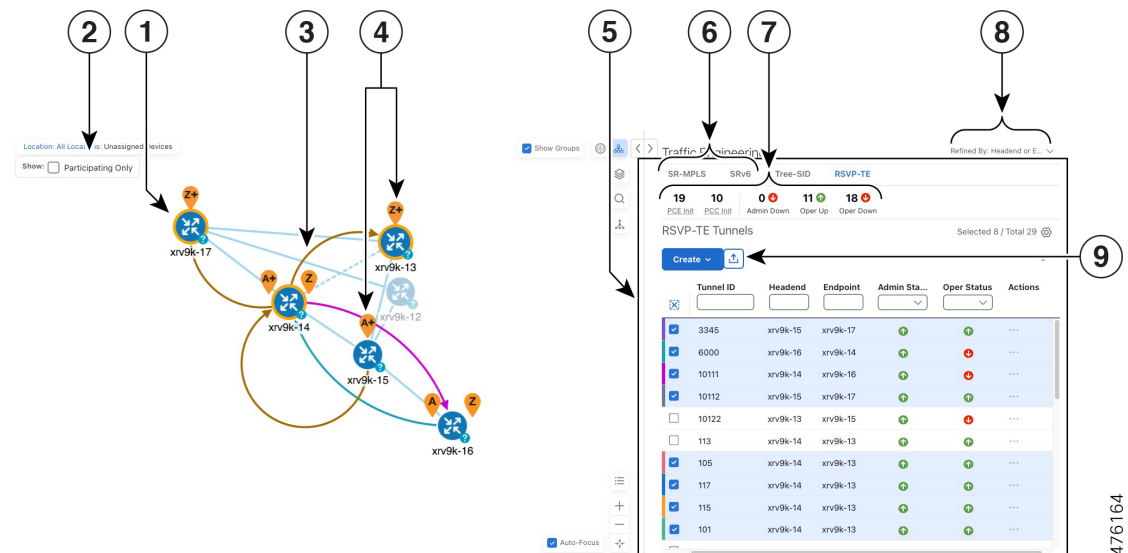 1
2
3
4
5
6
7
8
9
Location: All Locations: Unassigned Devices
Show: Participating Only
Z+
xrv9k-17
Z+
xrv9k-13
A+
Z
xrv9k-14
xrv9k-12
A+
xrv9k-15
A
Z
xrv9k-16
Show Groups
Auto-Focus
Traffic Engineering
Refined By: Headend or E...
SR-MPLS SRv6 Tree-SID RSVP-TE
19 10 0 11 18
PCE Init PCC Init Admin Down Oper Up Oper Down
RSVP-TE Tunnels
Selected 8 / Total 29
Create
Tunnel ID Headend Endpoint Admin Sta... Oper Status Actions
3345 xrv9k-15 xrv9k-17 ...
6000 xrv9k-16 xrv9k-14 ...
10111 xrv9k-14 xrv9k-16 ...
10112 xrv9k-15 xrv9k-17 ...
10122 xrv9k-13 xrv9k-15 ...
113 xrv9k-14 xrv9k-13 ...
105 xrv9k-14 xrv9k-13 ...
117 xrv9k-14 xrv9k-13 ...
115 xrv9k-14 xrv9k-13 ...
101 xrv9k-14 xrv9k-13 ...
476164